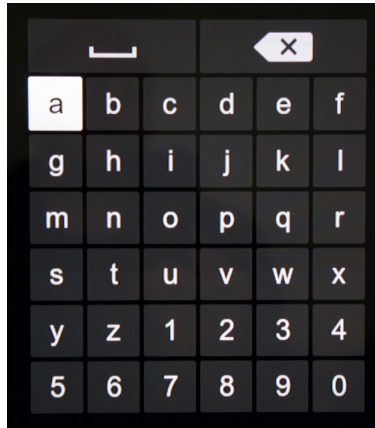 a b c d e f
g h i j k l
m n o p q r
s t u v w x
y z 1 2 3 4
5 6 7 8 9 0